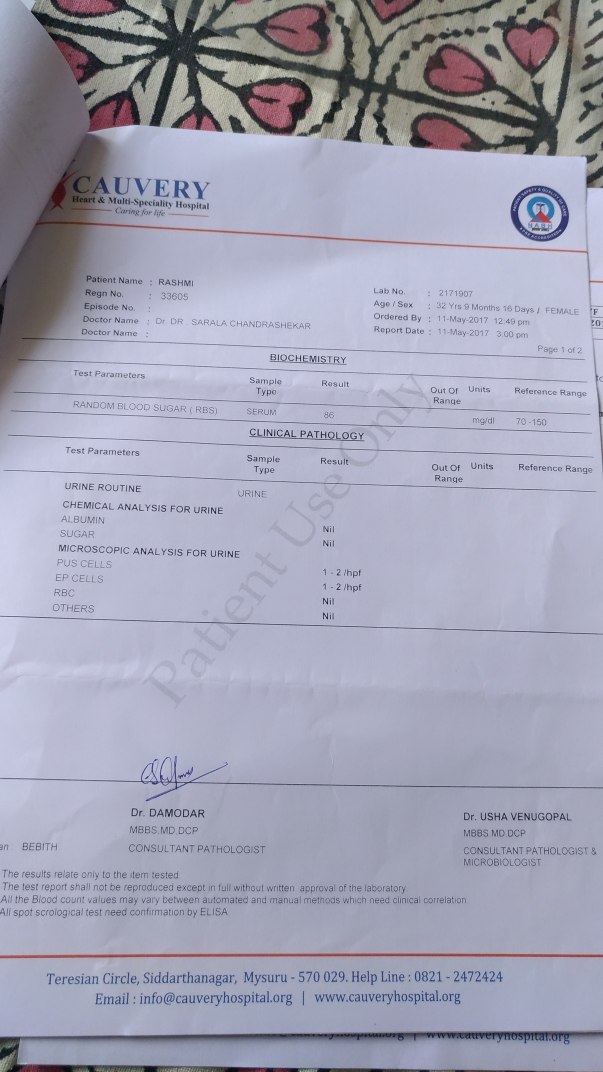 CAUVERY
Heart & Multi-Speciality Hospital
Caring for life
Patient Name : RASHMI
Regn No. : 33605
Episode No. :
Doctor Name : Dr. DR . SARALA CHANDRASHEKAR
Doctor Name :
Lab No. : 2171907
Age / Sex : 32 Yrs 9 Months 16 Days / FEMALE
Ordered By : 11-May-2017 12:49 pm
Report Date : 11-May-2017 3:00 pm
Page 1 of 2
BIOCHEMISTRY
Test Parameters Sample Type Result Out Of Range Units Reference Range
RANDOM BLOOD SUGAR ( RBS) SERUM 86 mg/dl 70 -150
CLINICAL PATHOLOGY
Test Parameters Sample Type Result Out Of Range Units Reference Range
URINE ROUTINE URINE
CHEMICAL ANALYSIS FOR URINE
ALBUMIN Nil
SUGAR Nil
MICROSCOPIC ANALYSIS FOR URINE
PUS CELLS 1 - 2 /hpf
EP CELLS 1 - 2 /hpf
RBC Nil
OTHERS Nil
Patient Use Only
Dr. DAMODAR
MBBS.MD.DCP
CONSULTANT PATHOLOGIST
Dr. USHA VENUGOPAL
MBBS.MD.DCP
CONSULTANT PATHOLOGIST &
MICROBIOLOGIST
BEBITH
The results relate only to the item tested
The test report shall not be reproduced except in full without written approval of the laboratory
All the Blood count values may vary between automated and manual methods which need clinical correlation
All spot scrological test need confirmation by ELISA
Teresian Circle, Siddarthanagar, Mysuru - 570 029. Help Line : 0821 - 2472424
Email : info@cauveryhospital.org | www.cauveryhospital.org
www.cauveryhospital.org